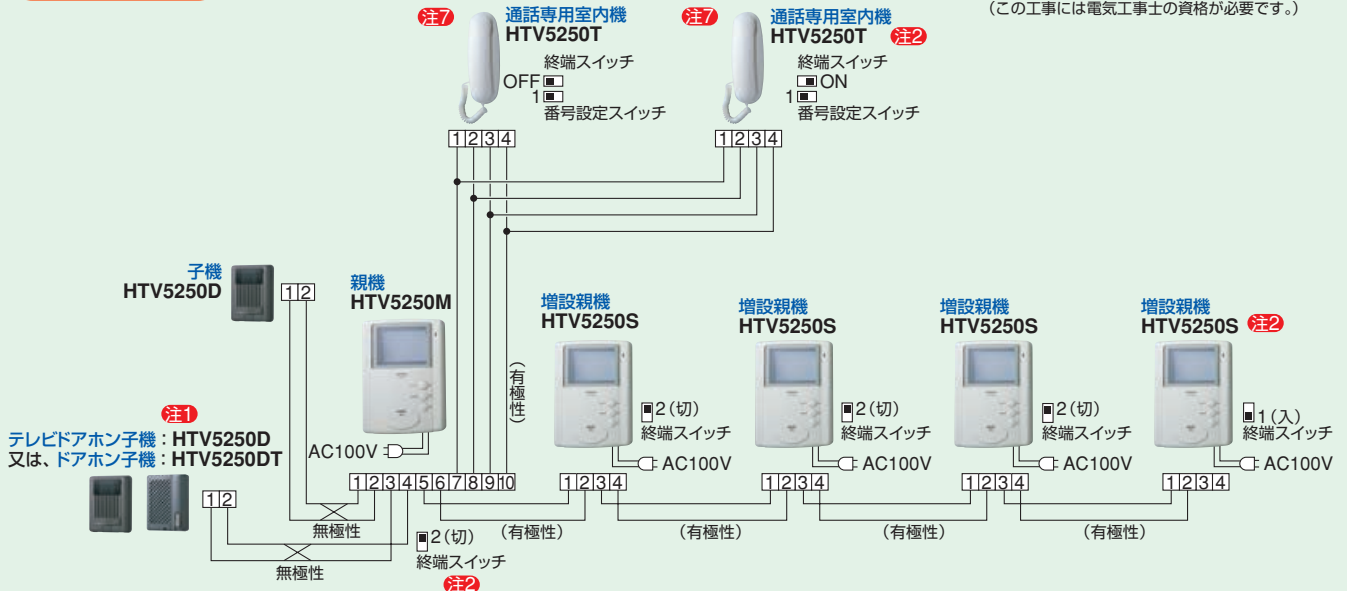 (この工事には電気工事士の資格が必要です。)
注7
通話専用室内機
HTV5250T
終端スイッチ
OFF
1
番号設定スイッチ
1 2 3 4
注7
通話専用室内機
HTV5250T 注2
終端スイッチ
ON
1
番号設定スイッチ
1 2 3 4
子機
HTV5250D
1 2
親機
HTV5250M
AC100V
(有極性)
増設親機
HTV5250S
2(切)
終端スイッチ
AC100V
増設親機
HTV5250S
2(切)
終端スイッチ
AC100V
増設親機
HTV5250S
2(切)
終端スイッチ
AC100V
増設親機
HTV5250S 注2
1(入)
終端スイッチ
AC100V
注1
テレビドアホン子機:HTV5250D
又は、ドアホン子機:HTV5250DT
1 2
1 2 3 4 5 6 7 8 9 10
1 2 3 4
1 2 3 4
1 2 3 4
1 2 3 4
無極性
無極性
2(切)
終端スイッチ
注2
(有極性)
(有極性)
(有極性)
(有極性)